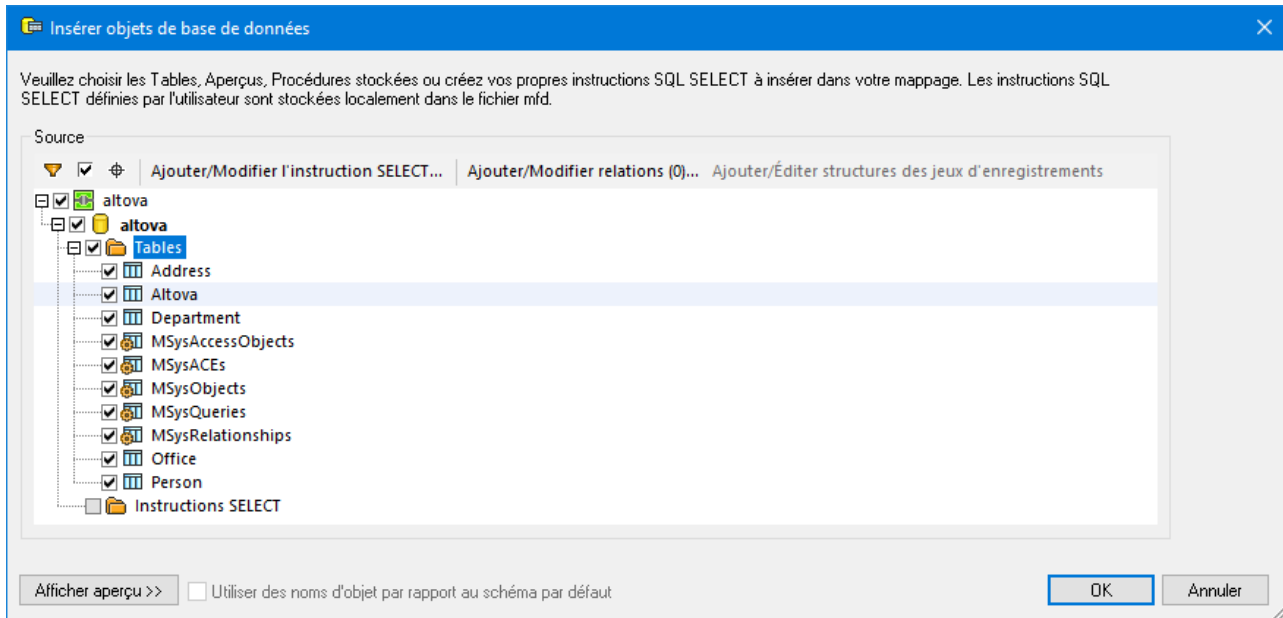 Insérer objets de base de données
Veuillez choisir les Tables, Aperçus, Procédures stockées ou créez vos propres instructions SQL SELECT à insérer dans votre mappage. Les instructions SQL
SELECT définies par l'utilisateur sont stockées localement dans le fichier mfd.
Source
Ajouter/Modifier l'instruction SELECT... Ajouter/Modifier relations (0)... Ajouter/Éditer structures des jeux d'enregistrements
altova
altova
Tables
Address
Altova
Department
MSysAccessObjects
MSysACEs
MSysObjects
MSysQueries
MSysRelationships
Office
Person
Instructions SELECT
Afficher aperçu >> Utiliser des noms d'objet par rapport au schéma par défaut OK Annuler